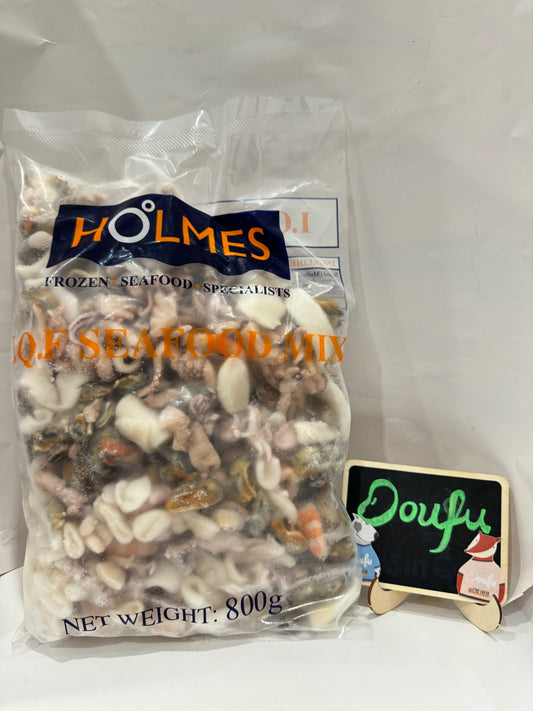 HOLMES
FROZEN · SEAFOOD · SPECIALISTS
I.Q.F SEAFOOD MIX
NET WEIGHT: 800g
Doufu